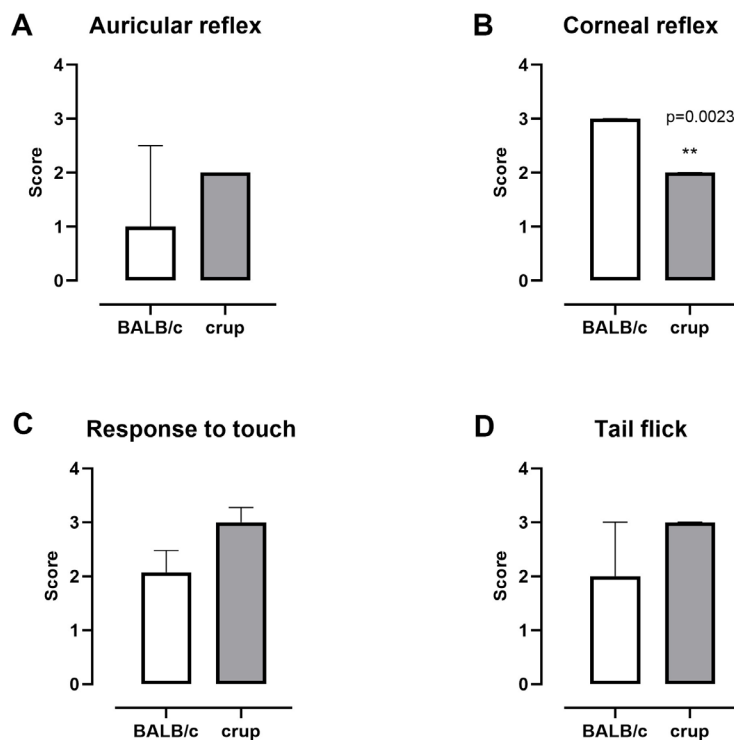 A Auricular reflex
Score
4
3
2
1
0
BALB/c crup
B Corneal reflex
Score
4
3
2
1
0
p=0.0023
**
BALB/c crup
C Response to touch
Score
4
3
2
1
0
BALB/c crup
D Tail flick
Score
4
3
2
1
0
BALB/c crup